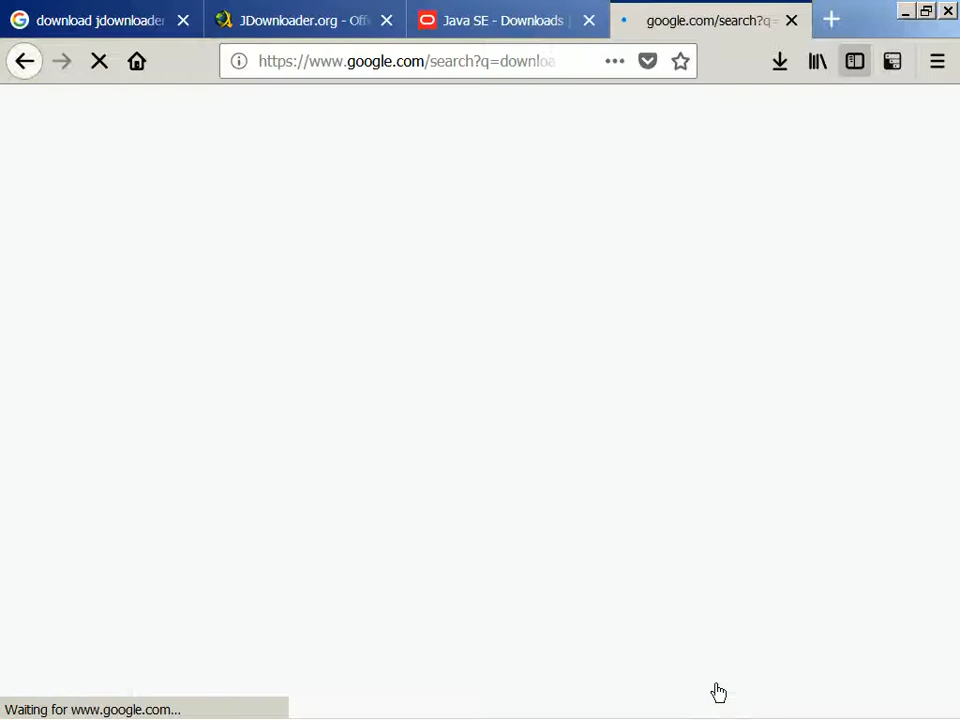 download jdownloader
JDownloader.org - Offi
Java SE - Downloads |
google.com/search?q=
https://www.google.com/search?q=downloa
Waiting for www.google.com...